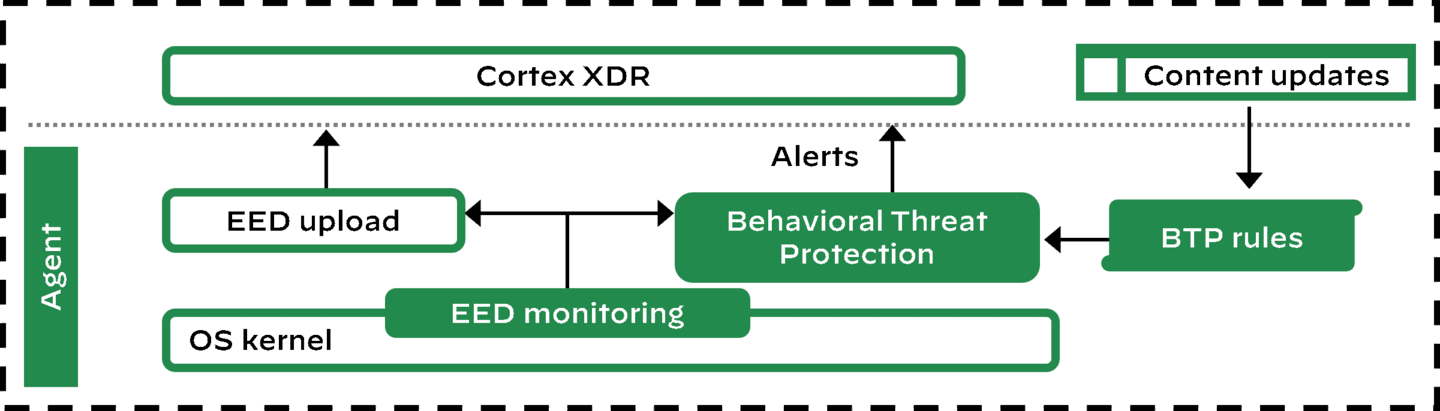 Cortex XDR
Content updates
Alerts
EED upload
Behavioral Threat
Protection
BTP rules
Agent
EED monitoring
OS kernel